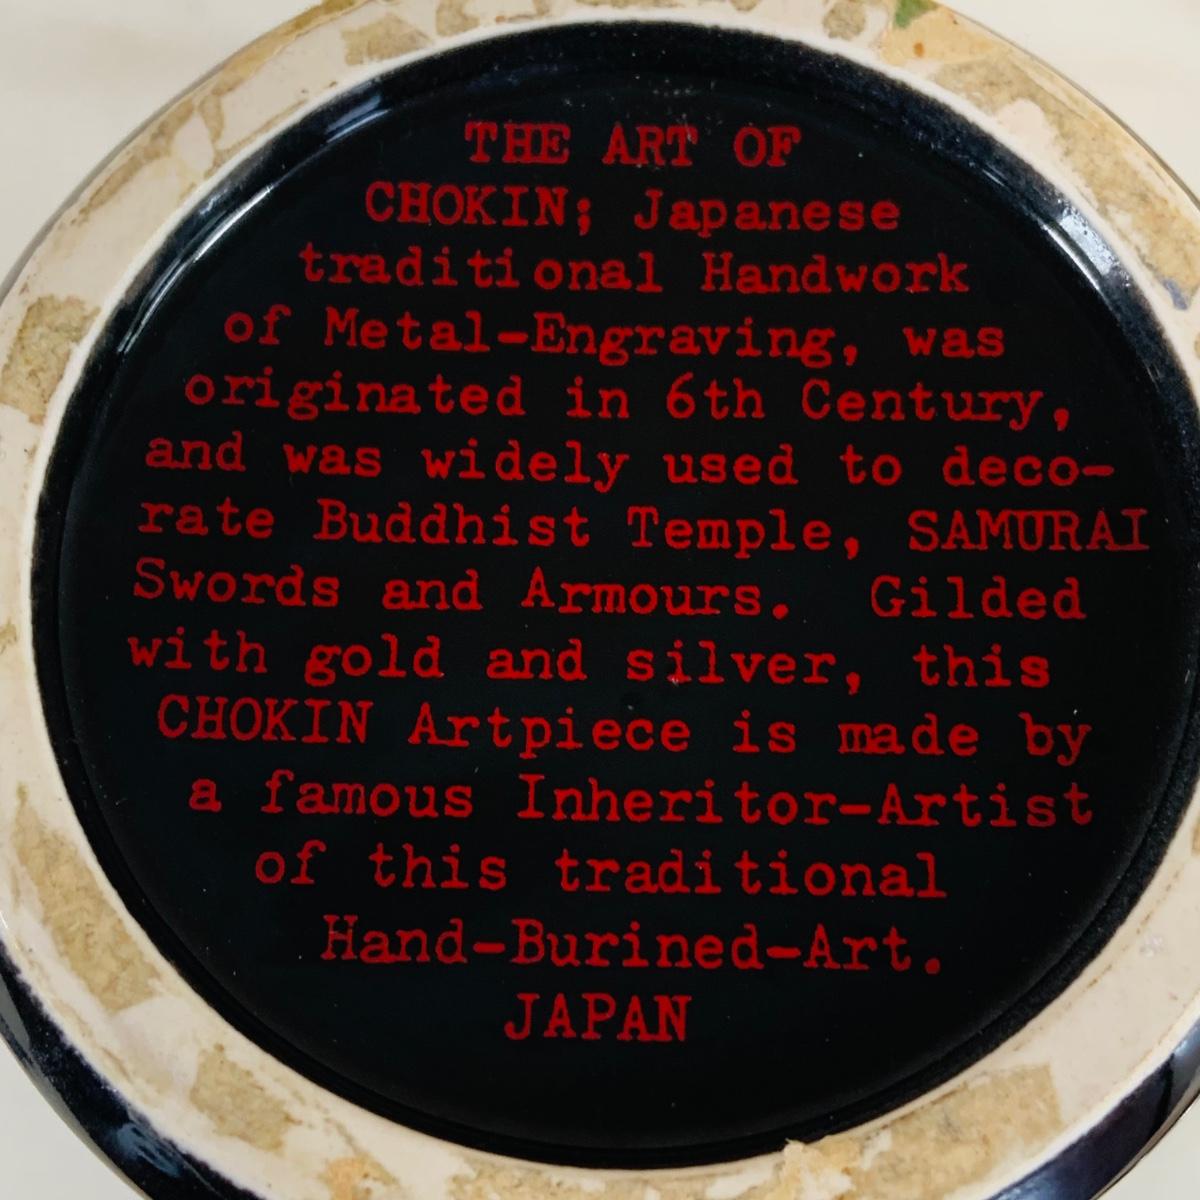 THE ART OF
CHOKIN; Japanese
traditional Handwork
of Metal-Engraving, was
originated in 6th Century,
and was widely used to deco-
rate Buddhist Temple, SAMURAI
Swords and Armours. Gilded
with gold and silver, this
CHOKIN Artpiece is made by
a famous Inheritor-Artist
of this traditional
Hand-Burined-Art.
JAPAN